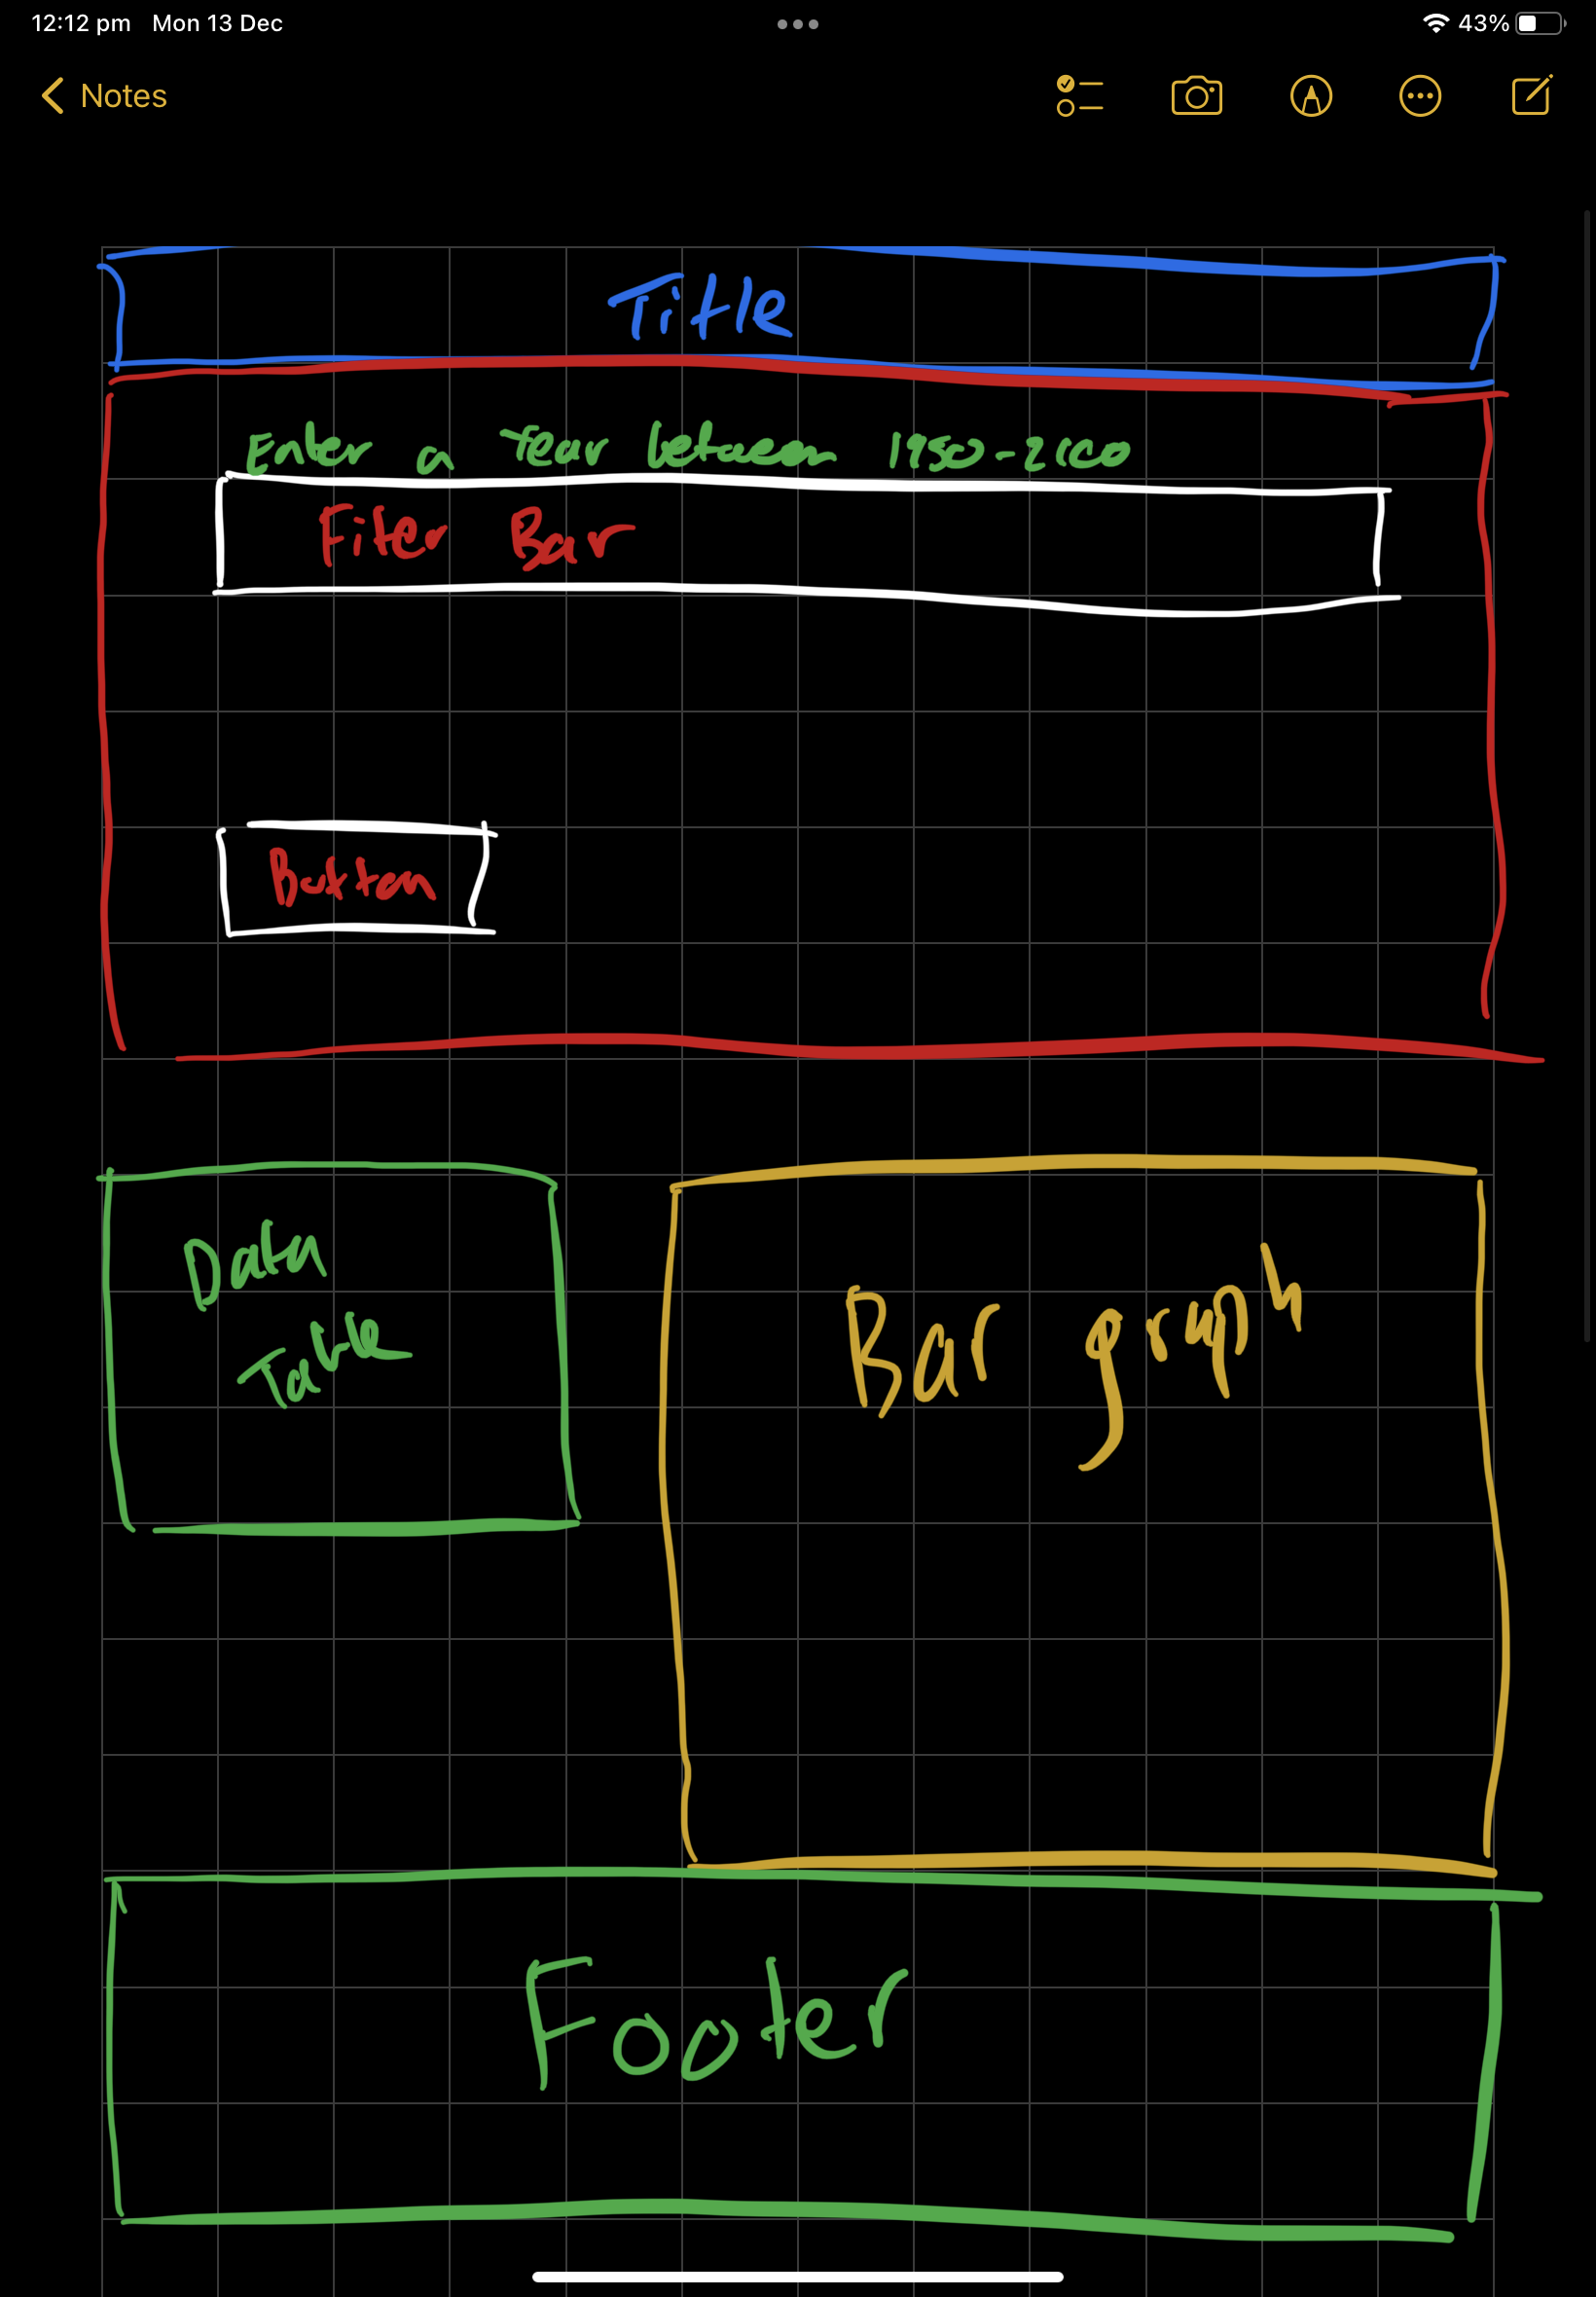 12:12 pm Mon 13 Dec
43%
Notes
Title
Enter a Year between 1950-2100
Filter Bar
Button
Data
Table
Bar graph
Footer